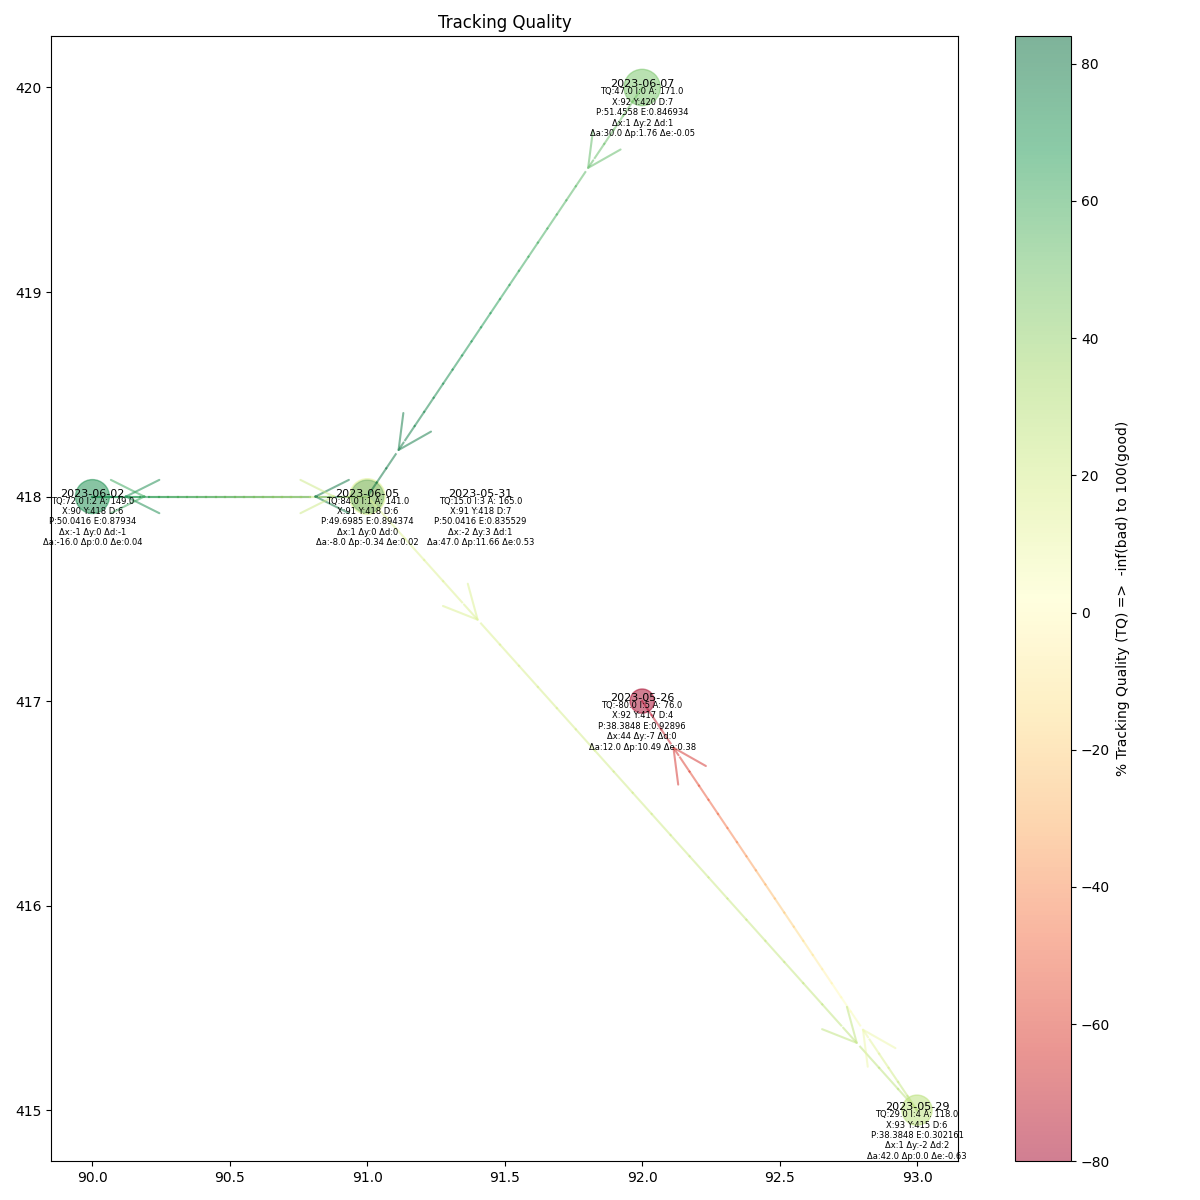 Tracking Quality
2023-06-07
TQ:47.0 I:0 A: 171.0
X:92 Y:420 D:7
P:51.4558 E:0.846934
Δx:1 Δy:2 Δd:1
Δa:30.0 Δp:1.76 Δe:-0.05
2023-06-02
TQ:72.0 I:2 A: 149.0
X:90 Y:418 D:6
P:50.0416 E:0.87934
Δx:-1 Δy:0 Δd:-1
Δa:-16.0 Δp:0.0 Δe:0.04
2023-06-05
TQ:84.0 I:1 A: 141.0
X:91 Y:418 D:6
P:49.6985 E:0.894374
Δx:1 Δy:0 Δd:0
Δa:-8.0 Δp:-0.34 Δe:0.02
2023-05-31
TQ:15.0 I:3 A: 165.0
X:91 Y:418 D:7
P:50.0416 E:0.835529
Δx:-2 Δy:3 Δd:1
Δa:47.0 Δp:11.66 Δe:0.53
2023-05-26
TQ:-80.0 I:5 A: 76.0
X:92 Y:417 D:4
P:38.3848 E:0.92896
Δx:44 Δy:-7 Δd:0
Δa:12.0 Δp:10.49 Δe:0.38
2023-05-29
TQ:29.0 I:4 A: 118.0
X:93 Y:415 D:6
P:38.3848 E:0.302161
Δx:1 Δy:-2 Δd:2
Δa:42.0 Δp:0.0 Δe:-0.63
420
419
418
417
416
415
90.0
90.5
91.0
91.5
92.0
92.5
93.0
80
60
40
20
0
−20
−40
−60
−80
% Tracking Quality (TQ) => -inf(bad) to 100(good)